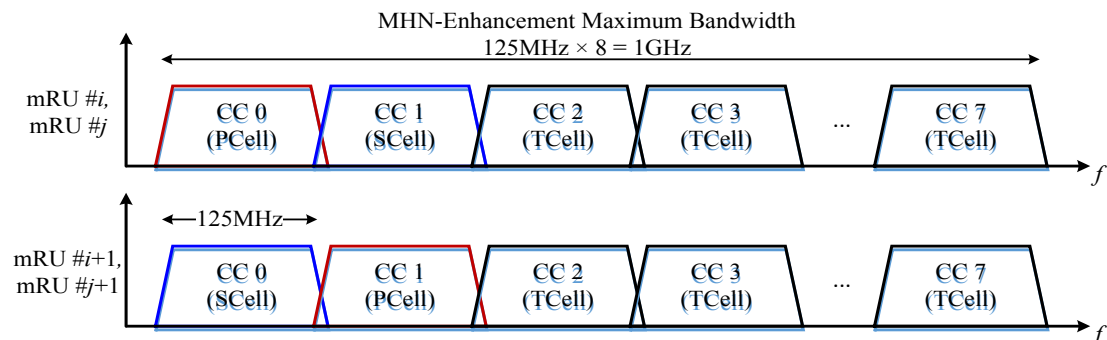 MHN-Enhancement Maximum Bandwidth
125MHz × 8 = 1GHz
mRU #i,
mRU #j
CC 0
(PCell)
CC 1
(SCell)
CC 2
(TCell)
CC 3
(TCell)
...
CC 7
(TCell)
f
125MHz
mRU #i+1,
mRU #j+1
CC 0
(SCell)
CC 1
(PCell)
CC 2
(TCell)
CC 3
(TCell)
...
CC 7
(TCell)
f